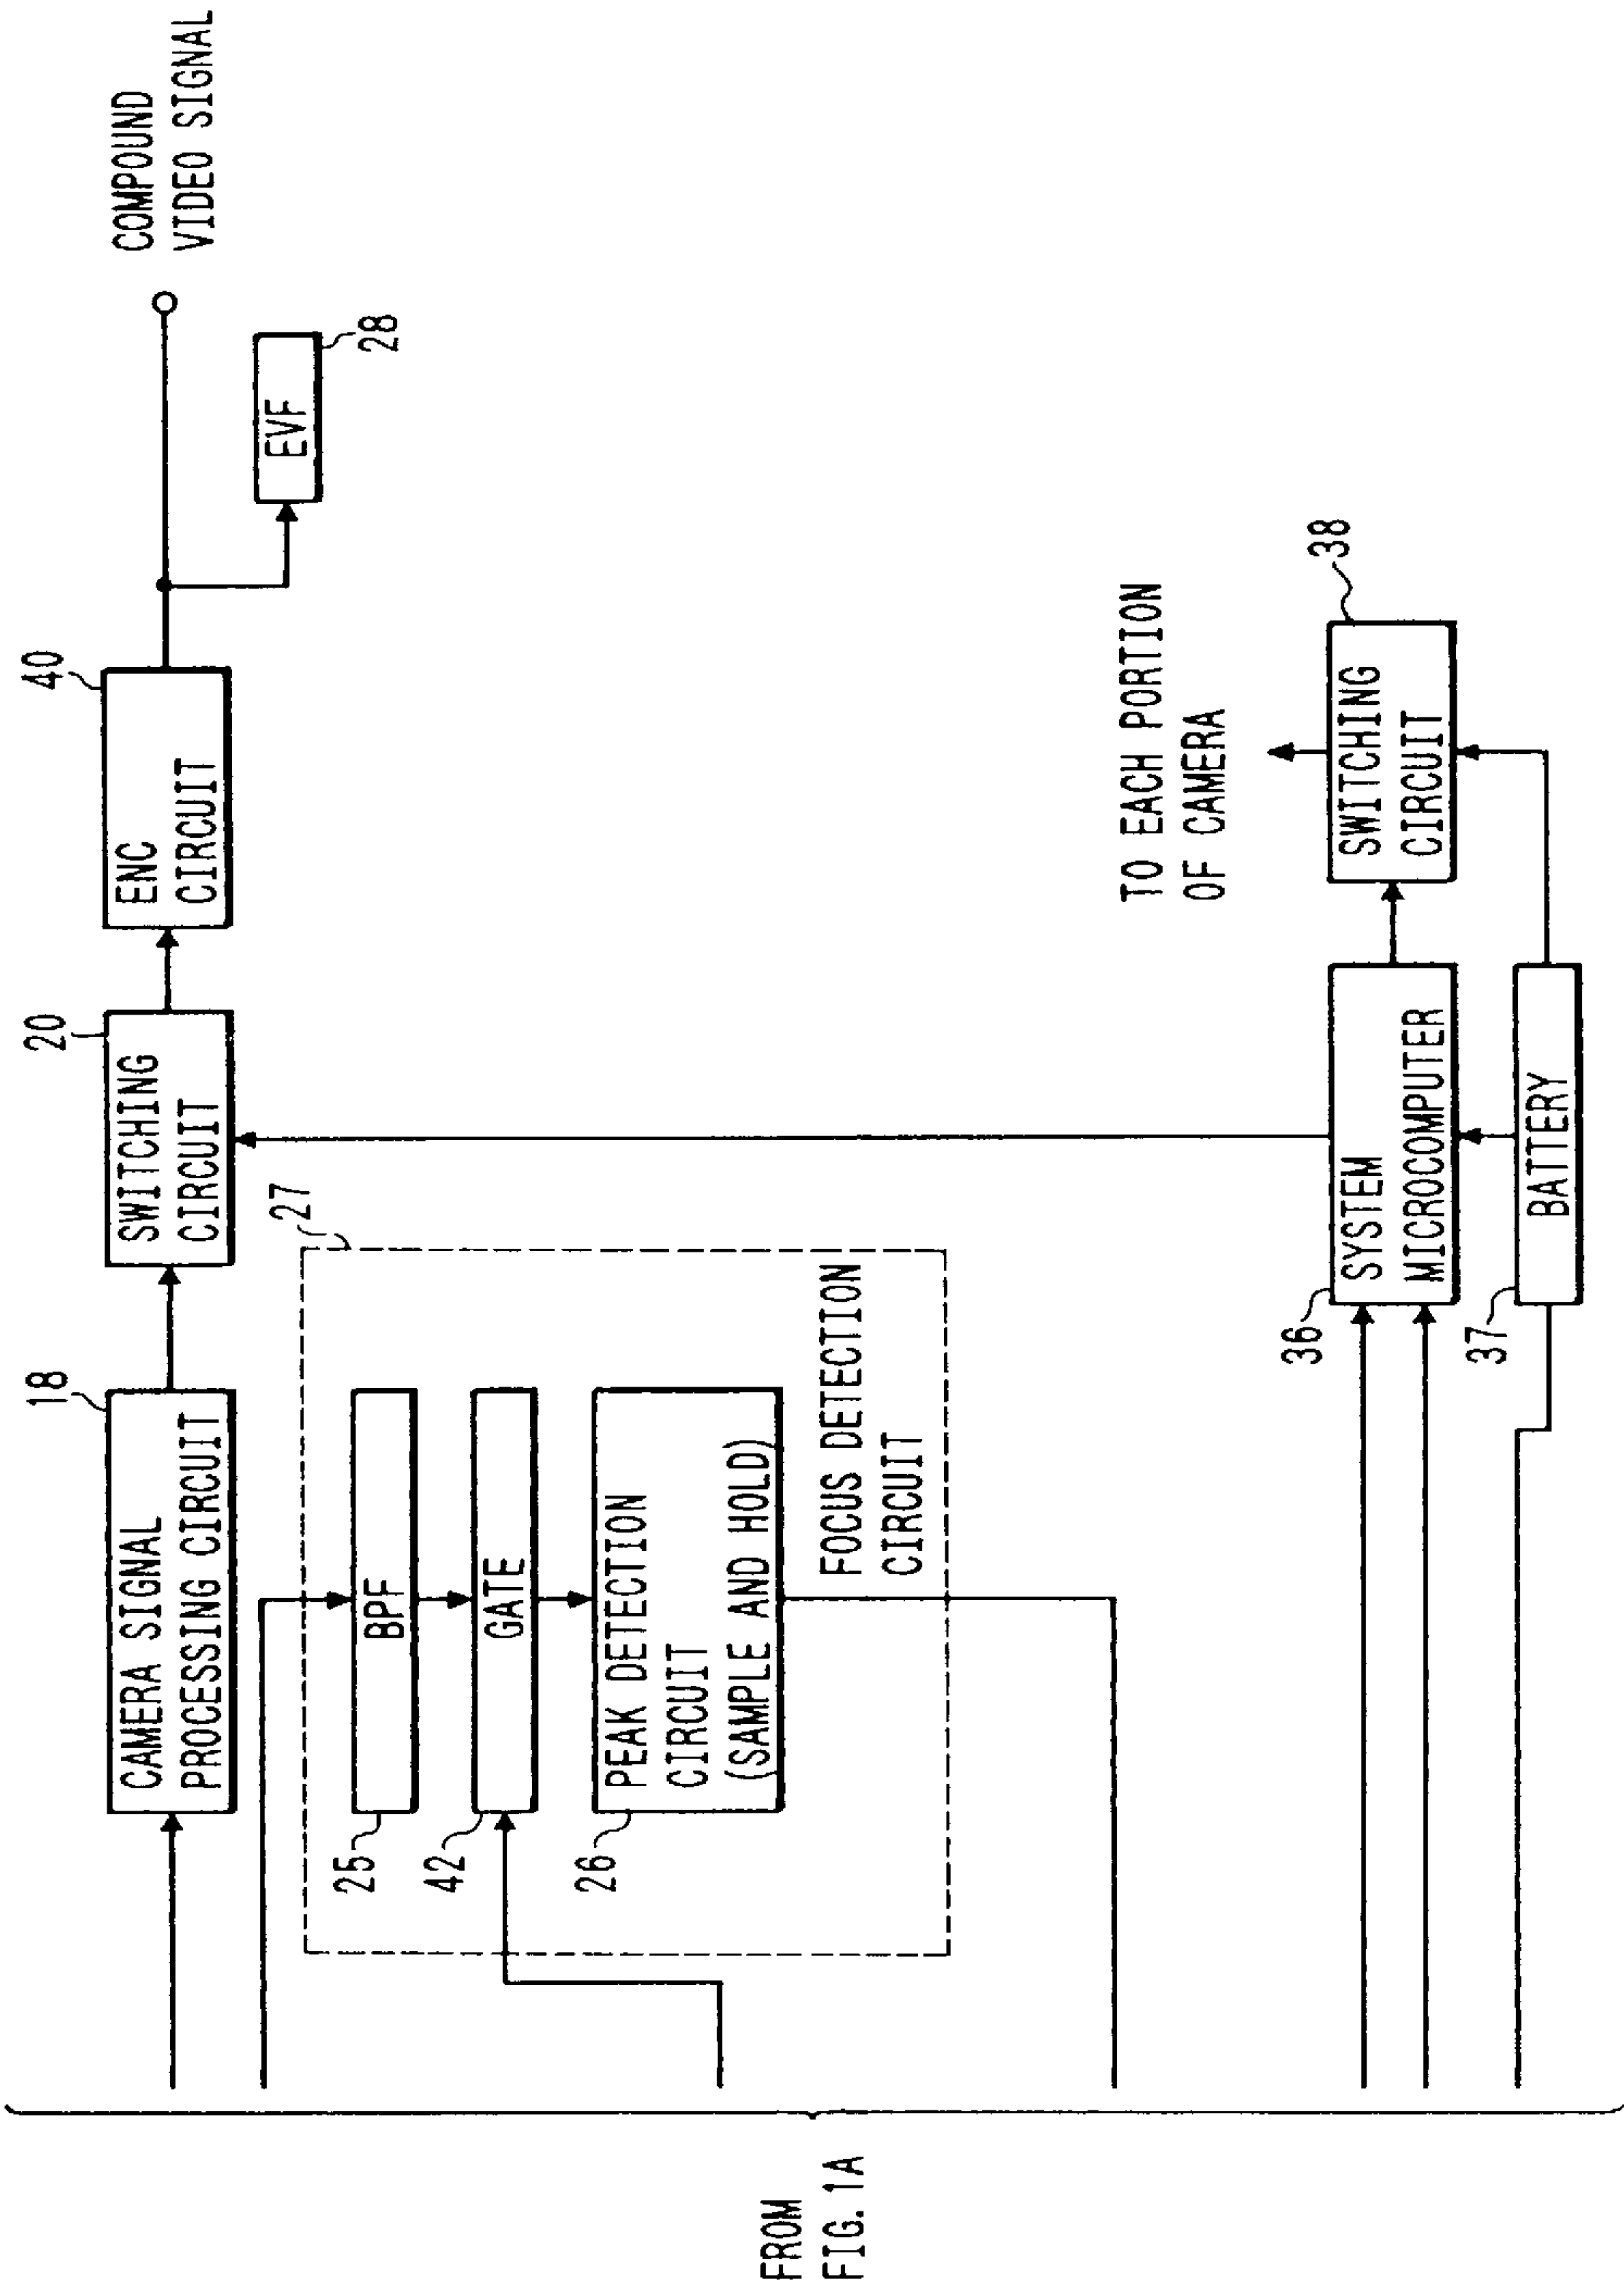 COMPOUND
VIDEO SIGNAL
18
CAMERA SIGNAL
PROCESSING CIRCUIT
20
SWITCHING
CIRCUIT
40
ENC
CIRCUIT
EVF
28
27
25
BPF
42
GATE
26
PEAK DETECTION
CIRCUIT
(SAMPLE AND HOLD)
FOCUS DETECTION
CIRCUIT
FROM
FIG. 1A
TO EACH PORTION
OF CAMERA
36
SYSTEM
MICROCOMPUTER
38
SWITCHING
CIRCUIT
37
BATTERY